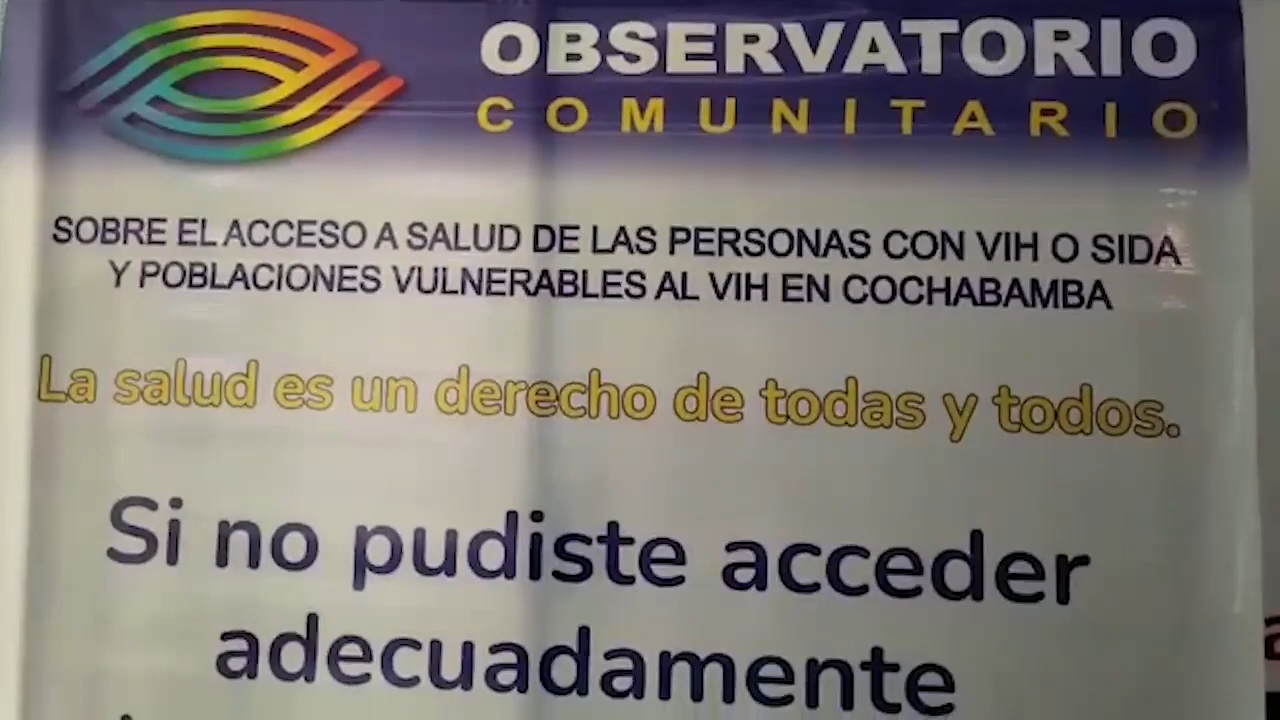 OBSERVATORIO
COMUNITARIO
SOBRE EL ACCESO A SALUD DE LAS PERSONAS CON VIH O SIDA
Y POBLACIONES VULNERABLES AL VIH EN COCHABAMBA
La salud es un derecho de todas y todos.
Si no pudiste acceder
adecuadamente